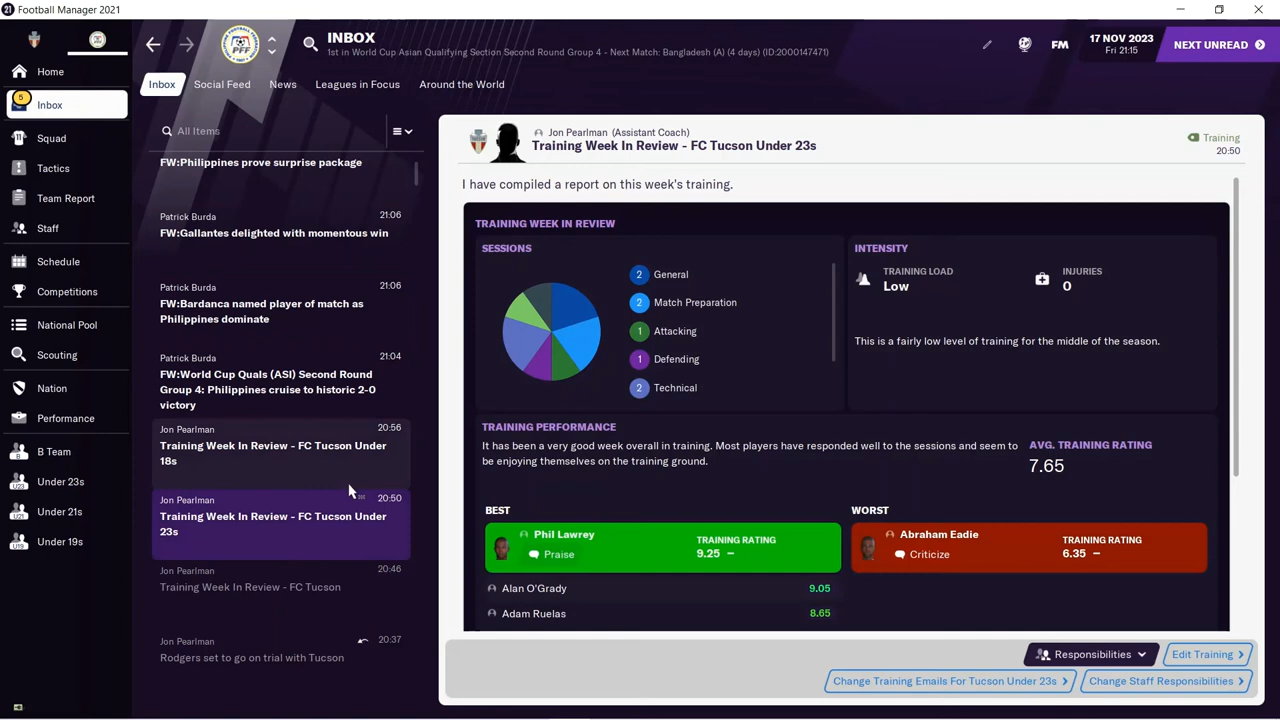 Football Manager 2021
INBOX
1st in World Cup Asian Qualifying Section Second Round Group 4 - Next Match: Bangladesh (A) (4 days) (ID:2000147471)
FM
17 NOV 2023
Fri 21:15
NEXT UNREAD
Home
5
Inbox
Squad
Tactics
Team Report
Staff
Schedule
Competitions
National Pool
Scouting
Nation
Performance
B Team
Under 23s
Under 21s
Under 19s
Inbox
Social Feed
News
Leagues in Focus
Around the World
All Items
FW:Philippines prove surprise package
Patrick Burda
21:06
FW:Gallantes delighted with momentous win
Patrick Burda
21:06
FW:Bardanca named player of match as
Philippines dominate
Patrick Burda
21:04
FW:World Cup Quals (ASI) Second Round
Group 4: Philippines cruise to historic 2-0
victory
Jon Pearlman
20:56
Training Week In Review - FC Tucson Under
18s
Jon Pearlman
20:50
Training Week In Review - FC Tucson Under
23s
Jon Pearlman
20:46
Training Week In Review - FC Tucson
Jon Pearlman
20:37
Rodgers set to go on trial with Tucson
Jon Pearlman (Assistant Coach)
Training Week In Review - FC Tucson Under 23s
Training
20:50
I have compiled a report on this week's training.
TRAINING WEEK IN REVIEW
SESSIONS
2 General
2 Match Preparation
1 Attacking
1 Defending
2 Technical
INTENSITY
TRAINING LOAD
Low
INJURIES
0
This is a fairly low level of training for the middle of the season.
TRAINING PERFORMANCE
It has been a very good week overall in training. Most players have responded well to the sessions and seem to
be enjoying themselves on the training ground.
AVG. TRAINING RATING
7.65
BEST
Phil Lawrey
Praise
TRAINING RATING
9.25 –
Alan O'Grady 9.05
Adam Ruelas 8.65
WORST
Abraham Eadie
Criticize
TRAINING RATING
6.35 –
Responsibilities
Edit Training
Change Training Emails For Tucson Under 23s
Change Staff Responsibilities